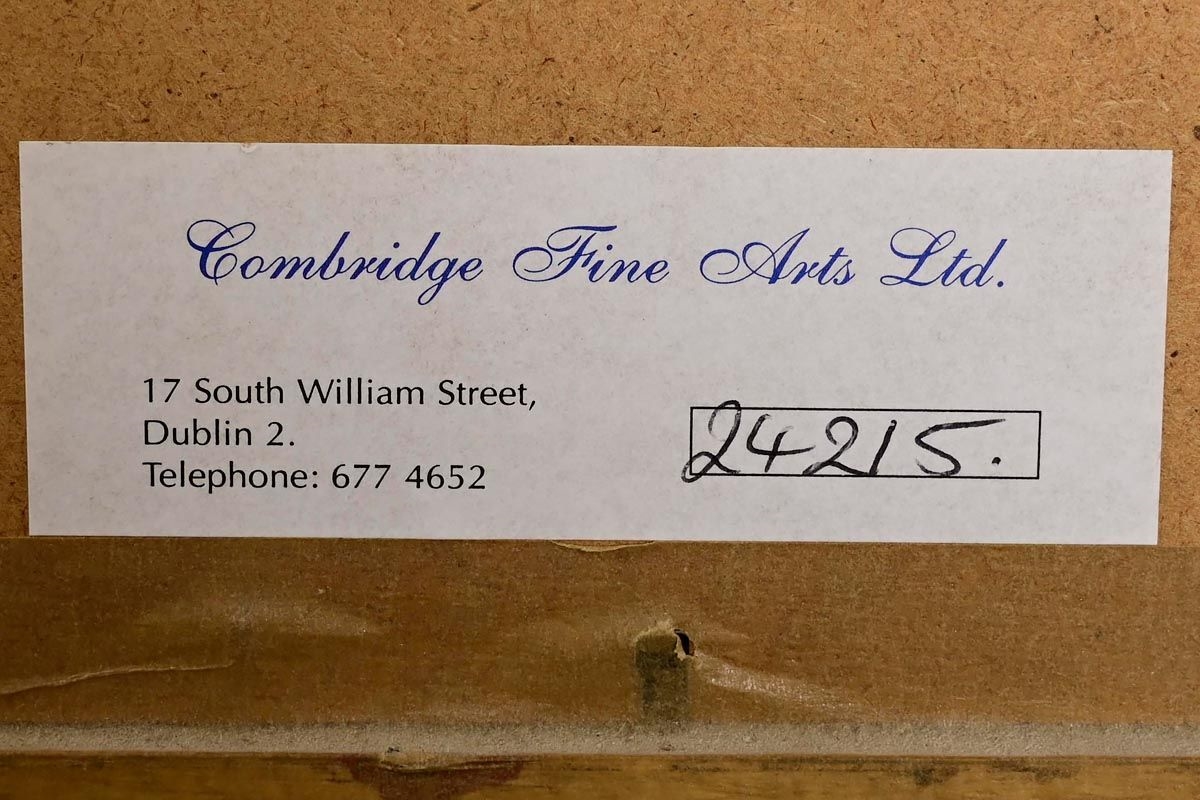 Combridge Fine Arts Ltd.
17 South William Street,
Dublin 2.
Telephone: 677 4652
24215.